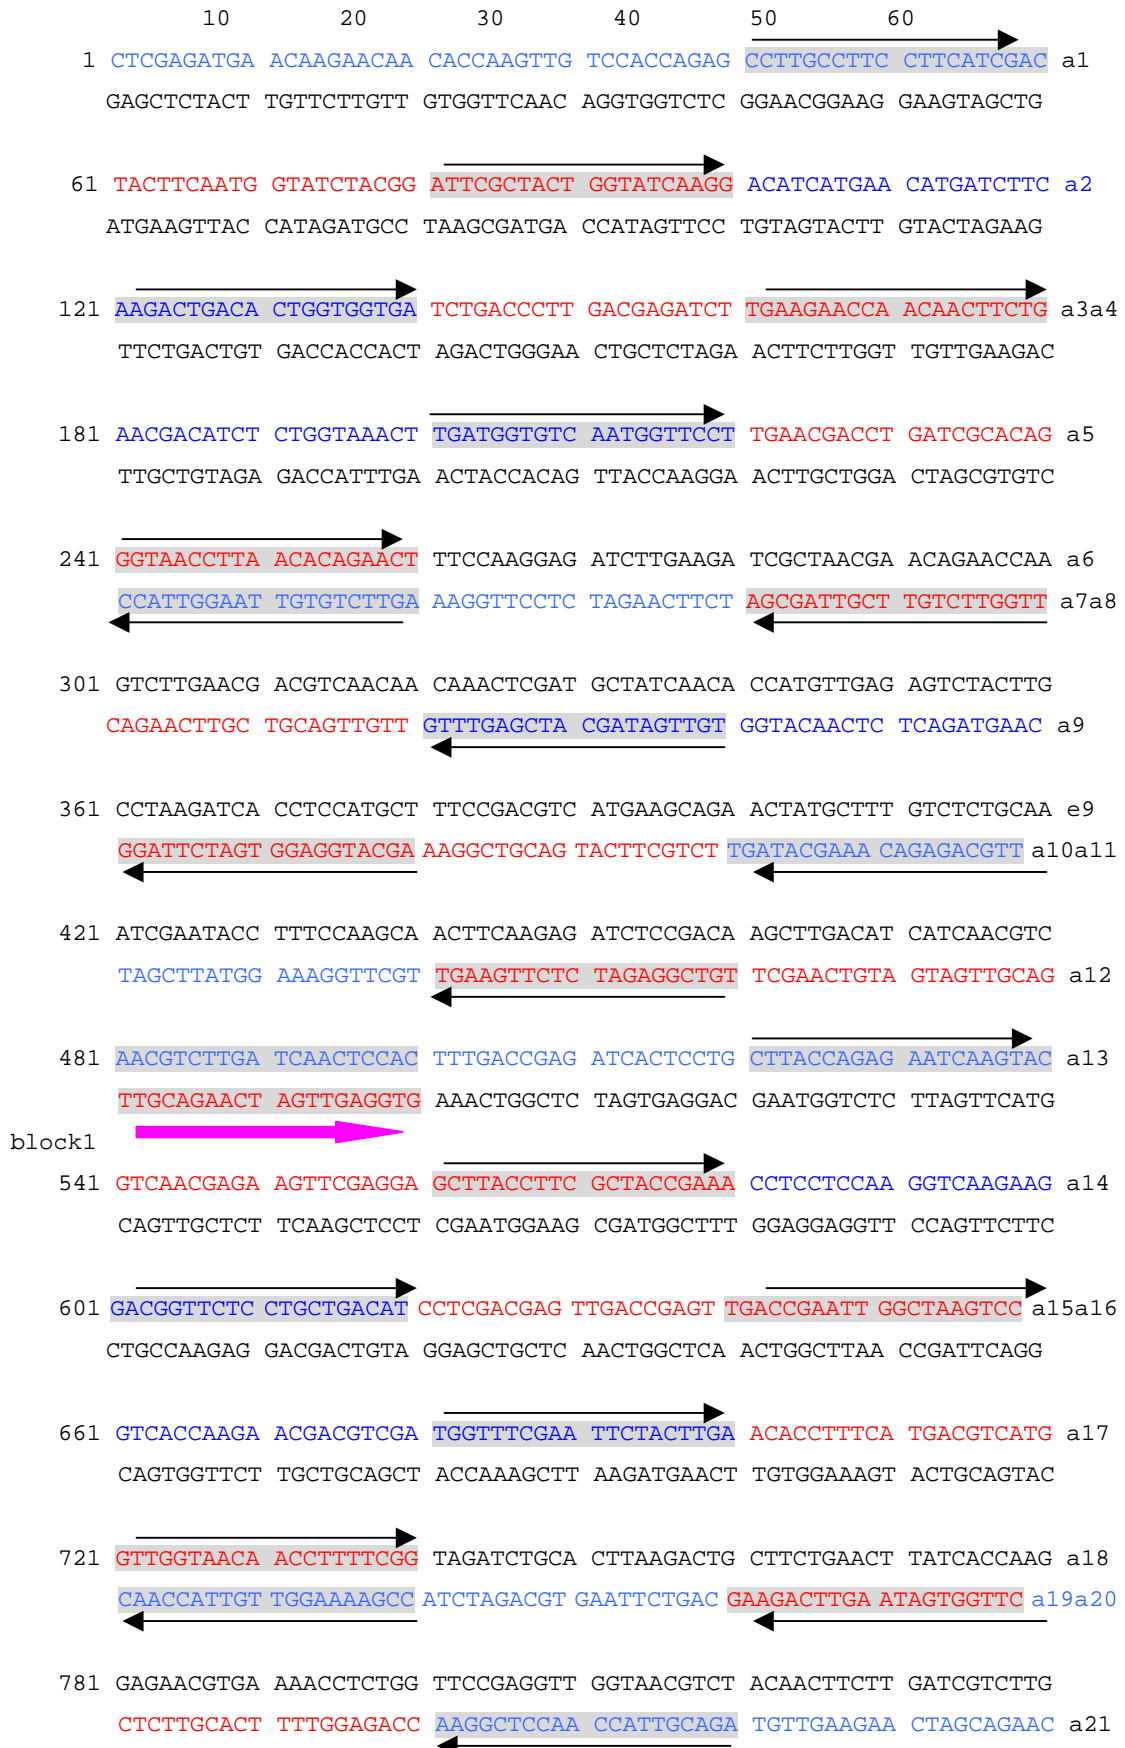 10 20 30 40 50 60
1 CTCGAGATGA ACAAGAACAA CACCAAGTTG TCCACCAGAG CCTTGCCTTC CTTCATCGAC a1
GAGCTCTACT TGTTCTTGTT GTGGTTCAAC AGGTGGTCTC GGAACGGAAG GAAGTAGCTG
61 TACTTCAATG GTATCTACGG ATTCGCTACT GGTATCAAGG ACATCATGAA CATGATCTTC a2
ATGAAGTTAC CATAGATGCC TAAGCGATGA CCATAGTTCC TGTAGTACTT GTACTAGAAG
121 AAGACTGACA CTGGTGGTGA TCTGACCCTT GACGAGATCT TGAAGAACCA ACAACTTCTG a3a4
TTCTGACTGT GACCACCACT AGACTGGGAA CTGCTCTAGA ACTTCTTGGT TGTTGAAGAC
181 AACGACATCT CTGGTAAACT TGATGGTGTC AATGGTTCCT TGAACGACCT GATCGCACAG a5
TTGCTGTAGA GACCATTTGA ACTACCACAG TTACCAAGGA ACTTGCTGGA CTAGCGTGTC
241 GGTAACCTTA ACACAGAACT TTCCAAGGAG ATCTTGAAGA TCGCTAACGA ACAGAACCAA a6
CCATTGGAAT TGTGTCTTGA AAGGTTCCTC TAGAACTTCT AGCGATTGCT TGTCTTGGTT a7a8
301 GTCTTGAACG ACGTCAACAA CAAACTCGAT GCTATCAACA CCATGTTGAG AGTCTACTTG
CAGAACTTGC TGCAGTTGTT GTTTGAGCTA CGATAGTTGT GGTACAACTC TCAGATGAAC a9
361 CCTAAGATCA CCTCCATGCT TTCCGACGTC ATGAAGCAGA ACTATGCTTT GTCTCTGCAA e9
GGATTCTAGT GGAGGTACGA AAGGCTGCAG TACTTCGTCT TGATACGAAA CAGAGACGTT a10a11
421 ATCGAATACC TTTCCAAGCA ACTTCAAGAG ATCTCCGACA AGCTTGACAT CATCAACGTC
TAGCTTATGG AAAGGTTCGT TGAAGTTCTC TAGAGGCTGT TCGAACTGTA GTAGTTGCAG a12
481 AACGTCTTGA TCAACTCCAC TTTGACCGAG ATCACTCCTG CTTACCAGAG AATCAAGTAC a13
TTGCAGAACT AGTTGAGGTG AAACTGGCTC TAGTGAGGAC GAATGGTCTC TTAGTTCATG
block1
541 GTCAACGAGA AGTTCGAGGA GCTTACCTTC GCTACCGAAA CCTCCTCCAA GGTCAAGAAG a14
CAGTTGCTCT TCAAGCTCCT CGAATGGAAG CGATGGCTTT GGAGGAGGTT CCAGTTCTTC
601 GACGGTTCTC CTGCTGACAT CCTCGACGAG TTGACCGAGT TGACCGAATT GGCTAAGTCC a15a16
CTGCCAAGAG GACGACTGTA GGAGCTGCTC AACTGGCTCA ACTGGCTTAA CCGATTCAGG
661 GTCACCAAGA ACGACGTCGA TGGTTTCGAA TTCTACTTGA ACACCTTTCA TGACGTCATG a17
CAGTGGTTCT TGCTGCAGCT ACCAAAGCTT AAGATGAACT TGTGGAAAGT ACTGCAGTAC
721 GTTGGTAACA ACCTTTTCGG TAGATCTGCA CTTAAGACTG CTTCTGAACT TATCACCAAG a18
CAACCATTGT TGGAAAAGCC ATCTAGACGT GAATTCTGAC GAAGACTTGA ATAGTGGTTC a19a20
781 GAGAACGTGA AAACCTCTGG TTCCGAGGTT GGTAACGTCT ACAACTTCTT GATCGTCTTG
CTCTTGCACT TTTGGAGACC AAGGCTCCAA CCATTGCAGA TGTTGAAGAA CTAGCAGAAC a21